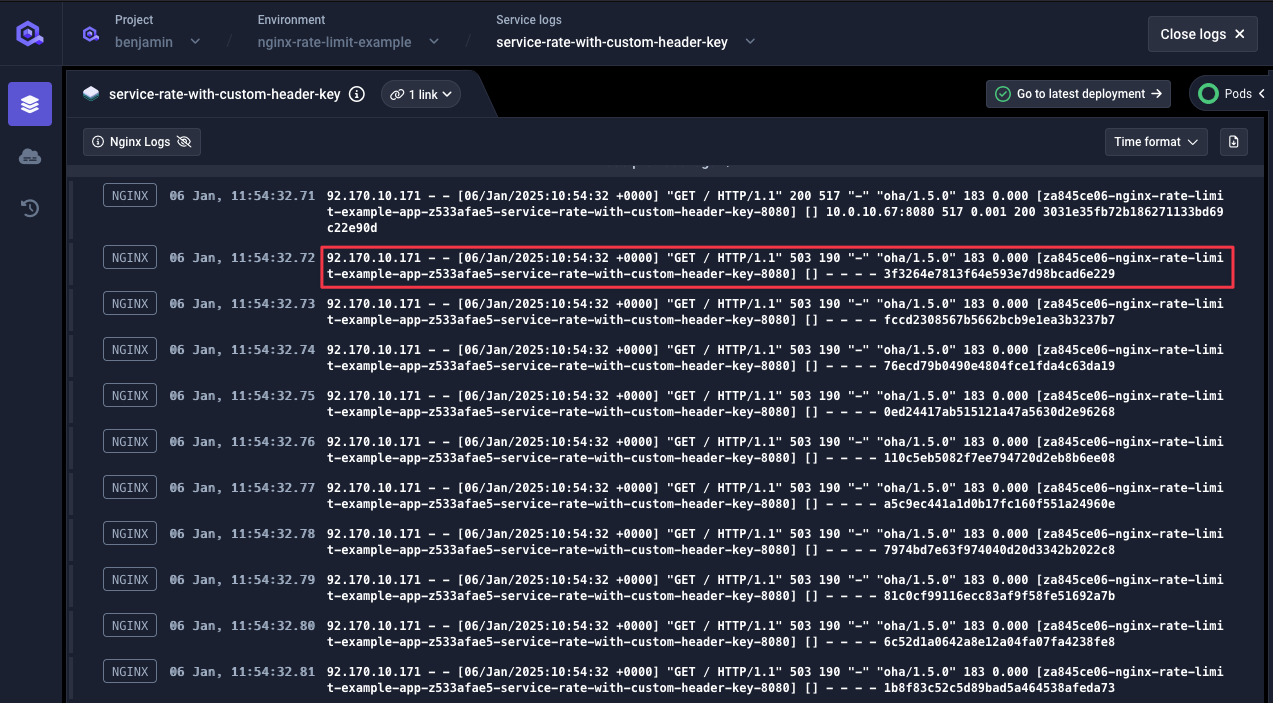 Project
Environment
Service logs
benjamin
nginx-rate-limit-example
service-rate-with-custom-header-key
Close logs
service-rate-with-custom-header-key
1 link
Go to latest deployment
Pods
Nginx Logs
Time format
NGINX 06 Jan, 11:54:32.71 92.170.10.171 - - [06/Jan/2025:10:54:32 +0000] "GET / HTTP/1.1" 200 517 "-" "oha/1.5.0" 183 0.000 [za845ce06-nginx-rate-limi
t-example-app-z533afae5-service-rate-with-custom-header-key-8080] [] 10.0.10.67:8080 517 0.001 200 3031e35fb72b186271133bd69
c22e90d
NGINX 06 Jan, 11:54:32.72 92.170.10.171 - - [06/Jan/2025:10:54:32 +0000] "GET / HTTP/1.1" 503 190 "-" "oha/1.5.0" 183 0.000 [za845ce06-nginx-rate-limi
t-example-app-z533afae5-service-rate-with-custom-header-key-8080] [] - - - - 3f3264e7813f64e593e7d98bcad6e229
NGINX 06 Jan, 11:54:32.73 92.170.10.171 - - [06/Jan/2025:10:54:32 +0000] "GET / HTTP/1.1" 503 190 "-" "oha/1.5.0" 183 0.000 [za845ce06-nginx-rate-limi
t-example-app-z533afae5-service-rate-with-custom-header-key-8080] [] - - - - fccd2308567b5662bcb9e1ea3b3237b7
NGINX 06 Jan, 11:54:32.74 92.170.10.171 - - [06/Jan/2025:10:54:32 +0000] "GET / HTTP/1.1" 503 190 "-" "oha/1.5.0" 183 0.000 [za845ce06-nginx-rate-limi
t-example-app-z533afae5-service-rate-with-custom-header-key-8080] [] - - - - 76ecd79b0490e4804fce1fda4c63da19
NGINX 06 Jan, 11:54:32.75 92.170.10.171 - - [06/Jan/2025:10:54:32 +0000] "GET / HTTP/1.1" 503 190 "-" "oha/1.5.0" 183 0.000 [za845ce06-nginx-rate-limi
t-example-app-z533afae5-service-rate-with-custom-header-key-8080] [] - - - - 0ed24417ab515121a47a5630d2e96268
NGINX 06 Jan, 11:54:32.76 92.170.10.171 - - [06/Jan/2025:10:54:32 +0000] "GET / HTTP/1.1" 503 190 "-" "oha/1.5.0" 183 0.000 [za845ce06-nginx-rate-limi
t-example-app-z533afae5-service-rate-with-custom-header-key-8080] [] - - - - 110c5eb5082f7ee794720d2eb8b6ee08
NGINX 06 Jan, 11:54:32.77 92.170.10.171 - - [06/Jan/2025:10:54:32 +0000] "GET / HTTP/1.1" 503 190 "-" "oha/1.5.0" 183 0.000 [za845ce06-nginx-rate-limi
t-example-app-z533afae5-service-rate-with-custom-header-key-8080] [] - - - - a5c9ec441a1d0b17fc160f551a24960e
NGINX 06 Jan, 11:54:32.78 92.170.10.171 - - [06/Jan/2025:10:54:32 +0000] "GET / HTTP/1.1" 503 190 "-" "oha/1.5.0" 183 0.000 [za845ce06-nginx-rate-limi
t-example-app-z533afae5-service-rate-with-custom-header-key-8080] [] - - - - 7974bd7e63f974040d20d3342b2022c8
NGINX 06 Jan, 11:54:32.79 92.170.10.171 - - [06/Jan/2025:10:54:32 +0000] "GET / HTTP/1.1" 503 190 "-" "oha/1.5.0" 183 0.000 [za845ce06-nginx-rate-limi
t-example-app-z533afae5-service-rate-with-custom-header-key-8080] [] - - - - 81c0cf99116ecc83af9f58fe51692a7b
NGINX 06 Jan, 11:54:32.80 92.170.10.171 - - [06/Jan/2025:10:54:32 +0000] "GET / HTTP/1.1" 503 190 "-" "oha/1.5.0" 183 0.000 [za845ce06-nginx-rate-limi
t-example-app-z533afae5-service-rate-with-custom-header-key-8080] [] - - - - 6c52d1a0642a8e12a04fa07fa4238fe8
NGINX 06 Jan, 11:54:32.81 92.170.10.171 - - [06/Jan/2025:10:54:32 +0000] "GET / HTTP/1.1" 503 190 "-" "oha/1.5.0" 183 0.000 [za845ce06-nginx-rate-limi
t-example-app-z533afae5-service-rate-with-custom-header-key-8080] [] - - - - 1b8f83c52c5d89bad5a464538afeda73